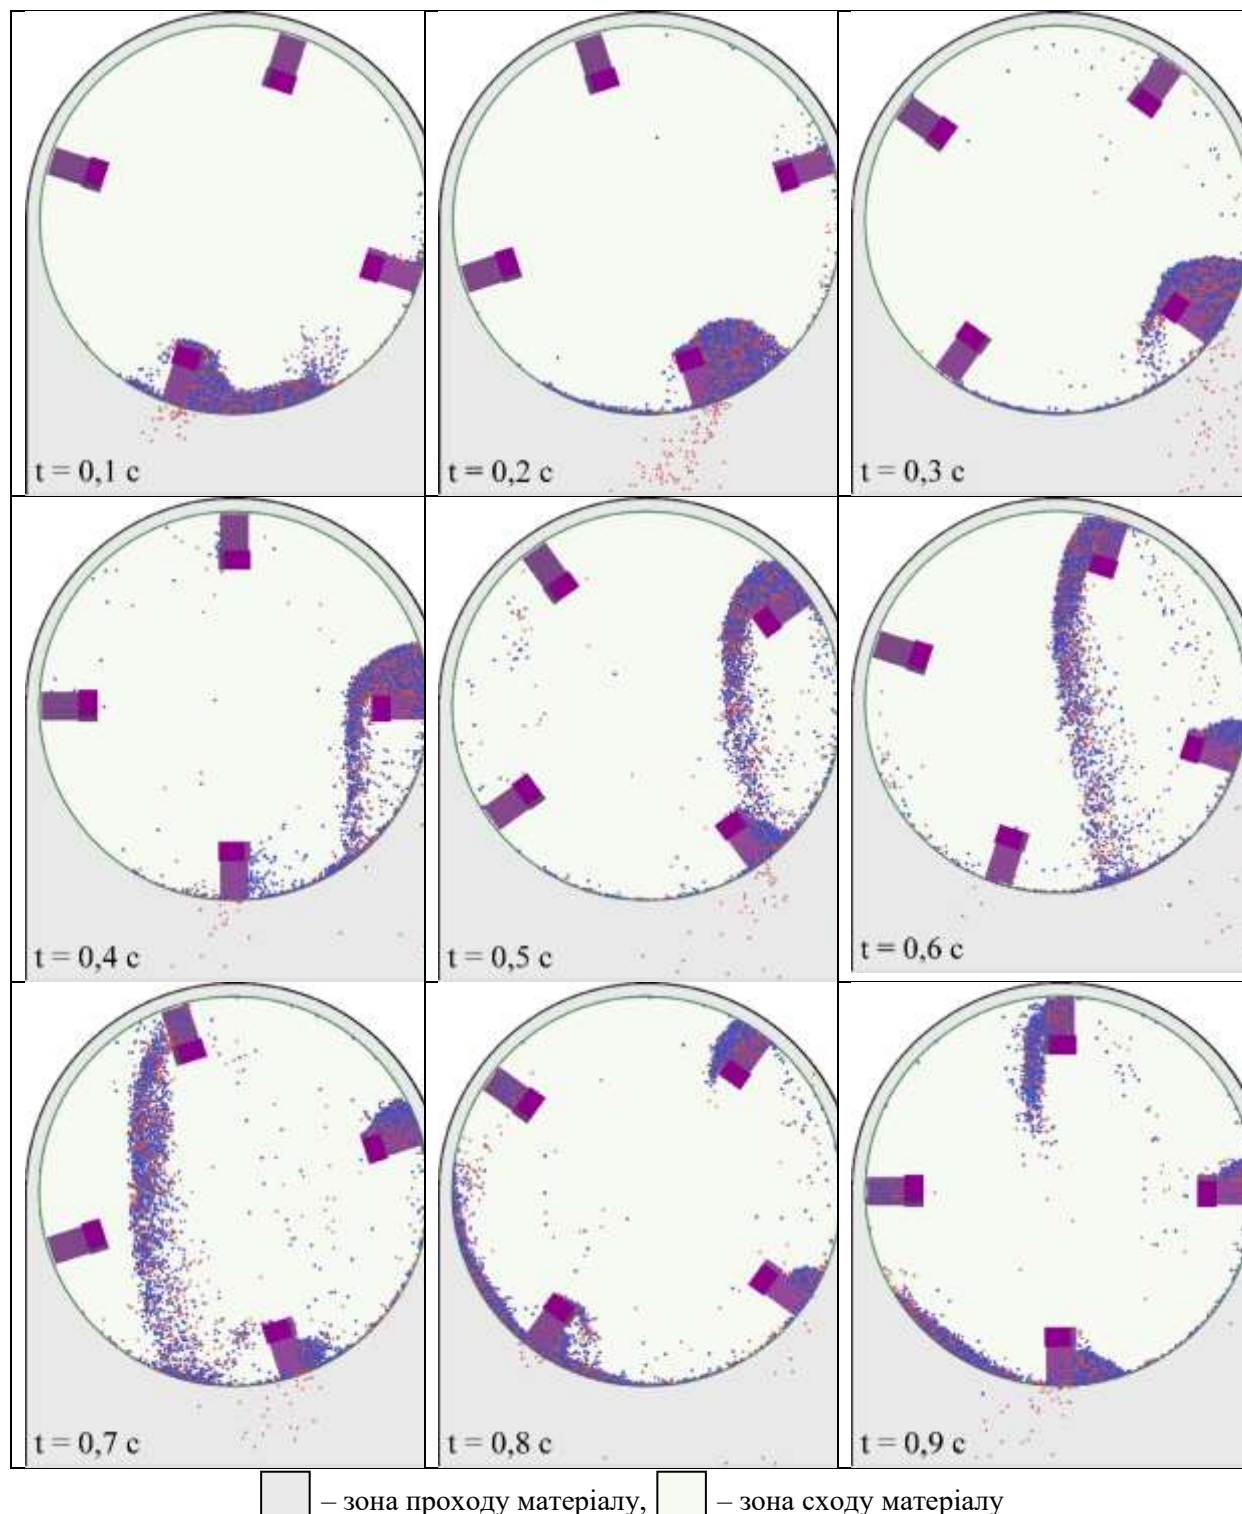 t = 0,1 с
t = 0,2 с
t = 0,3 с
t = 0,4 с
t = 0,5 с
t = 0,6 с
t = 0,7 с
t = 0,8 с
t = 0,9 с
– зона проходу матеріалу, – зона сходу матеріалу